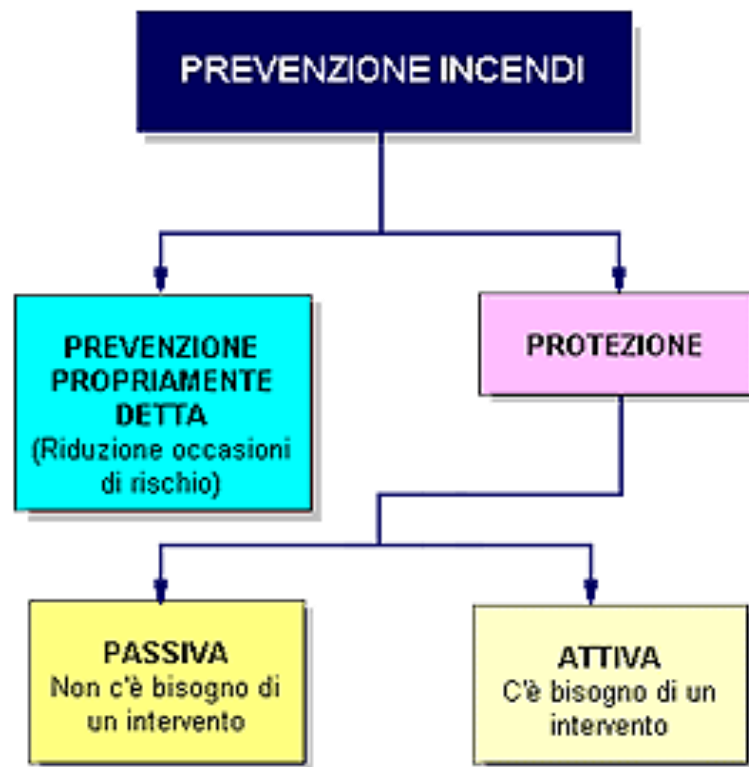 PREVENZIONE INCENDI
PREVENZIONE
PROPRIAMENTE
DETTA
(Riduzione occasioni
di rischio)
PROTEZIONE
PASSIVA
Non c'è bisogno di
un intervento
ATTIVA
C'è bisogno di un
intervento